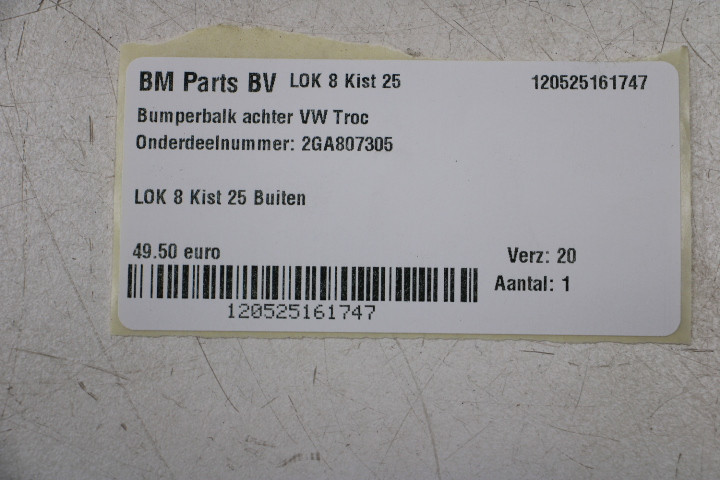 BM Parts BV LOK 8 Kist 25 120525161747
Bumperbalk achter VW Troc
Onderdeelnummer: 2GA807305
LOK 8 Kist 25 Buiten
49.50 euro Verz: 20
Aantal: 1
120525161747